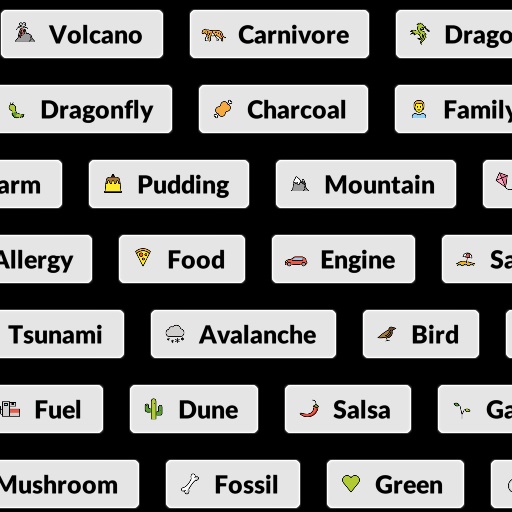 Volcano Carnivore Drago
Dragonfly Charcoal Family
arm Pudding Mountain
Allergy Food Engine Sa
Tsunami Avalanche Bird
Fuel Dune Salsa Ga
Mushroom Fossil Green